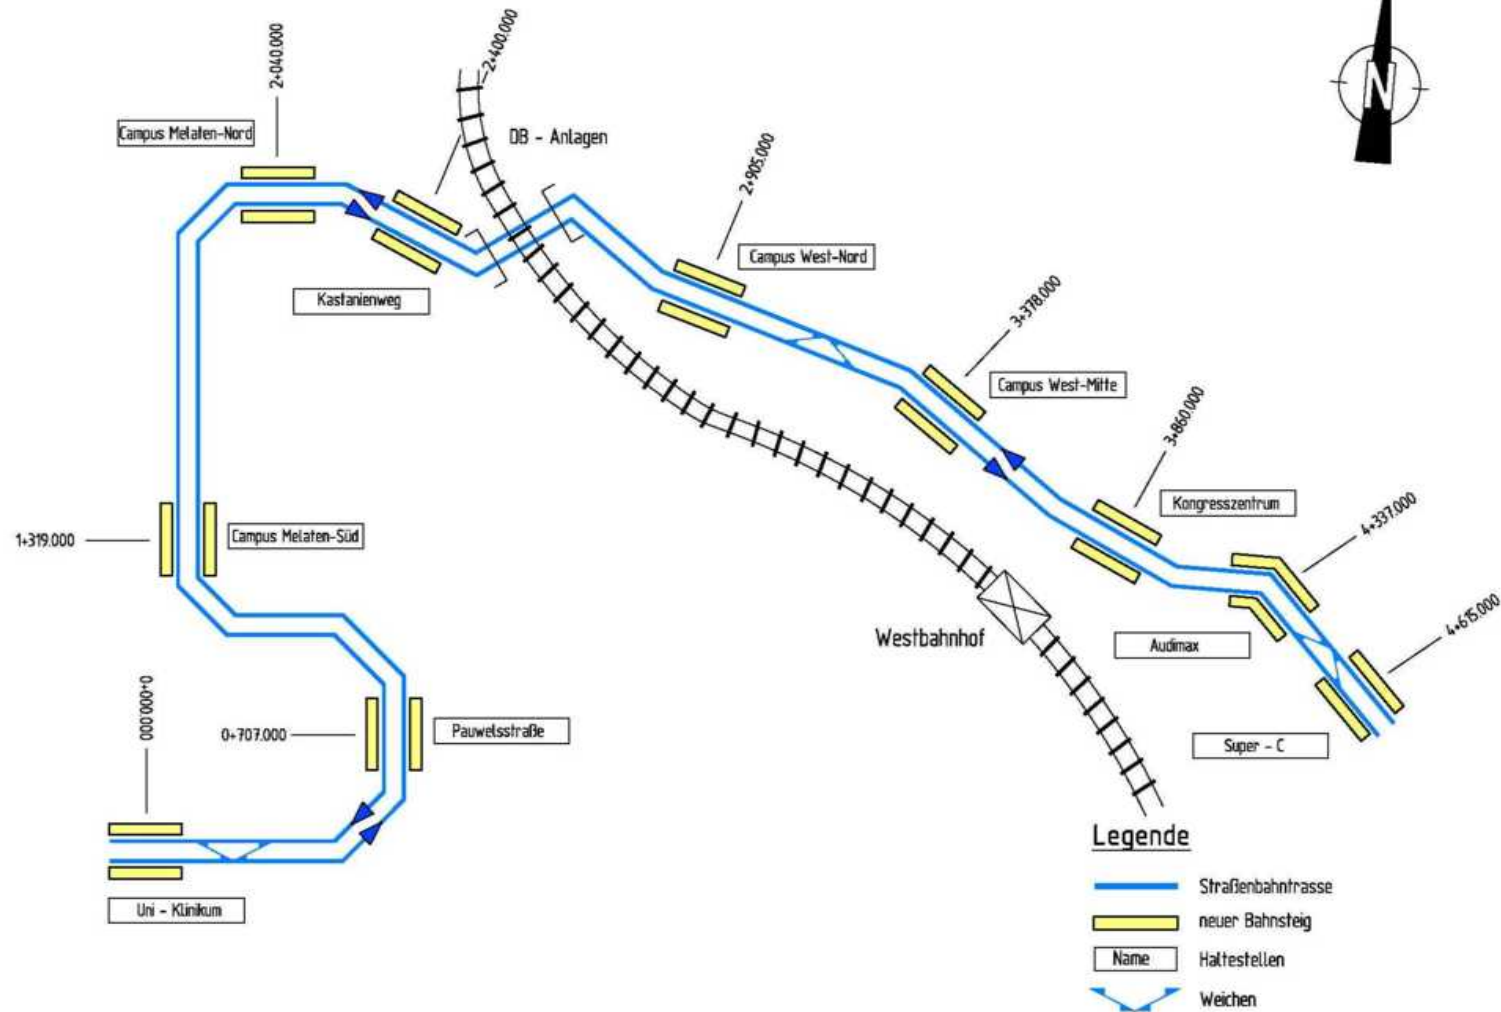 2+040.000
2+400.000
N
Campus Melaten-Nord
DB - Anlagen
2+905.000
Campus West-Nord
Kastanienweg
3+378.000
Campus West-Mitte
3+860.000
Kongresszentrum
4+337.000
1+319.000
Campus Melaten-Süd
Westbahnhof
Audimax
4+615.000
0+000.000
0+707.000
Pauwelsstraße
Super - C
Uni - Klinikum
Legende
Straßenbahntrasse
neuer Bahnsteig
Name Haltestellen
Weichen